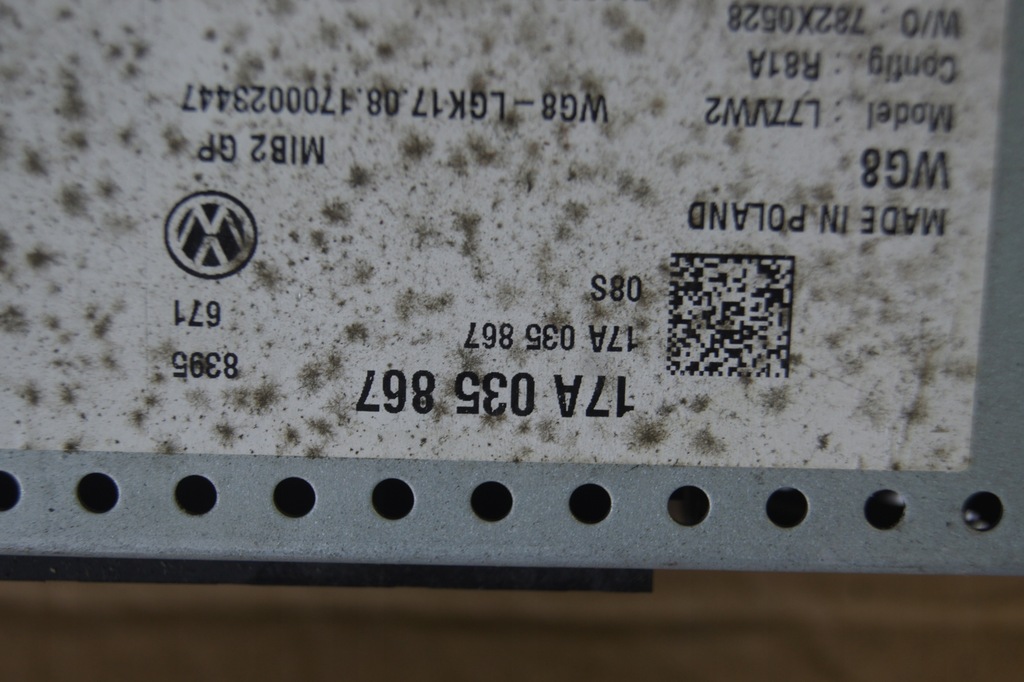 17A 035 867
17A 035 867
08S
8395
671
MADE IN POLAND
WG8
MIB2 GP
Model : L77VW2
WG8-LGK17.08.1700023447
Config. : R81A
W/O : 782X0528